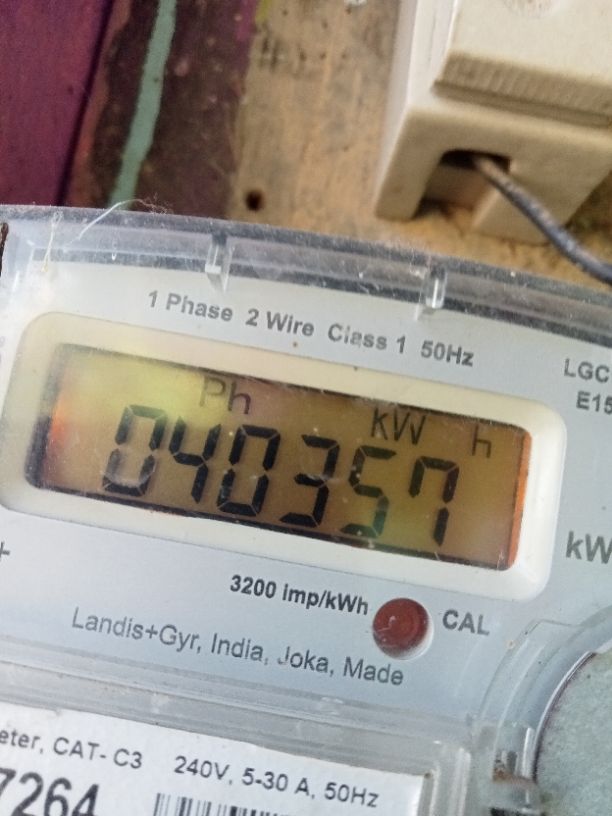 1 Phase 2 Wire Class 1 50Hz
LGC
E15
Ph kW h
040357
kW
3200 imp/kWh
CAL
Landis+Gyr, India, Joka, Made
eter, CAT- C3 240V, 5-30 A, 50Hz
7264